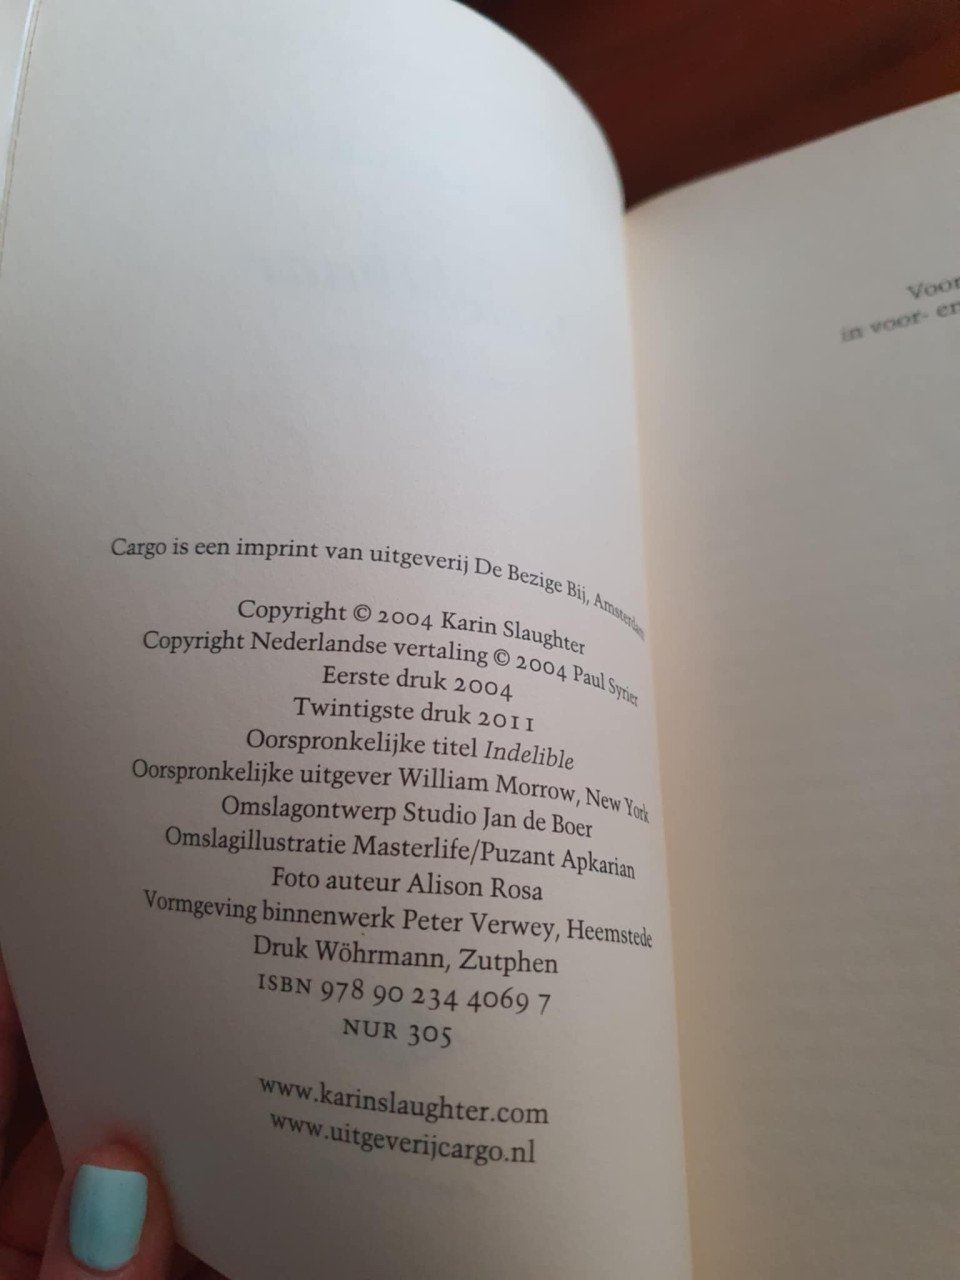 Cargo is een imprint van uitgeverij De Bezige Bij, Amsterdam
Copyright © 2004 Karin Slaughter
Copyright Nederlandse vertaling © 2004 Paul Syrier
Eerste druk 2004
Twintigste druk 2011
Oorspronkelijke titel Indelible
Oorspronkelijke uitgever William Morrow, New York
Omslagontwerp Studio Jan de Boer
Omslagillustratie Masterlife/Puzant Apkarian
Foto auteur Alison Rosa
Vormgeving binnenwerk Peter Verwey, Heemstede
Druk Wöhrmann, Zutphen
ISBN 978 90 234 4069 7
NUR 305
www.karinslaughter.com
www.uitgeverijcargo.nl
Voor
in voor- en